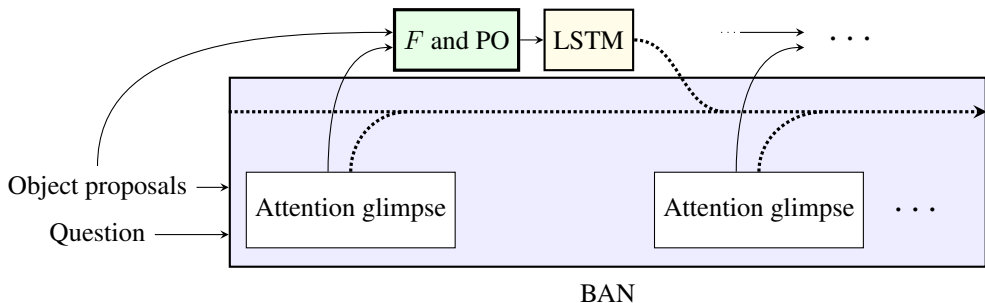 F and PO
LSTM
Object proposals
Question
Attention glimpse
Attention glimpse
BAN